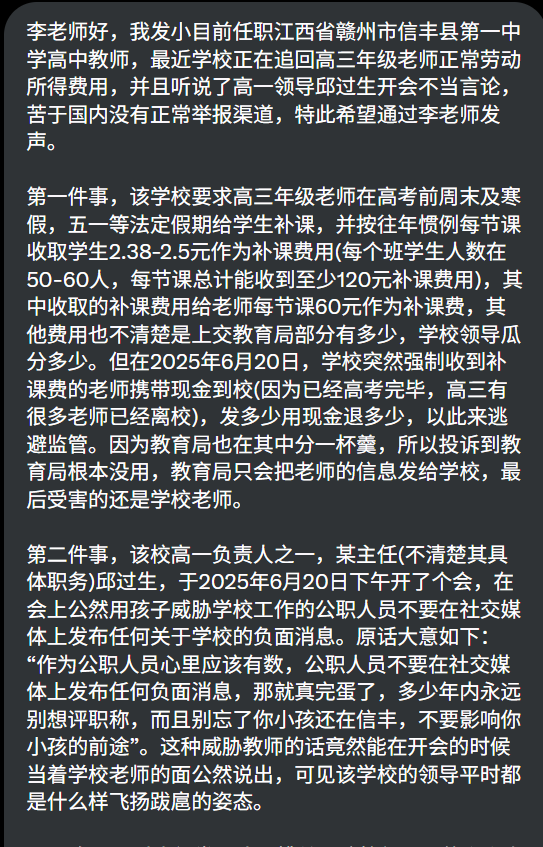 李老师好，我发小目前任职江西省赣州市信丰县第一中
学高中教师，最近学校正在追回高三年级老师正常劳动
所得费用，并且听说了高一领导邱过生开会不当言论，
苦于国内没有正常举报渠道，特此希望通过李老师发
声。
第一件事，该学校要求高三年级老师在高考前周末及寒
假，五一等法定假期给学生补课，并按往年惯例每节课
收取学生2.38-2.5元作为补课费用(每个班学生人数在
50-60人，每节课总计能收到至少120元补课费用)，其
中收取的补课费用给老师每节课60元作为补课费，其
他费用也不清楚是上交教育局部分有多少，学校领导瓜
分多少。但在2025年6月20日，学校突然强制收到补
课费的老师携带现金到校(因为已经高考完毕，高三有
很多老师已经离校)，发多少用现金退多少，以此来逃
避监管。因为教育局也在其中分一杯羹，所以投诉到教
育局根本没用，教育局只会把老师的信息发给学校，最
后受害的还是学校老师。
第二件事，该校高一负责人之一，某主任(不清楚其具
体职务)邱过生，于2025年6月20日下午开了个会，在
会上公然用孩子威胁学校工作的公职人员不要在社交媒
体上发布任何关于学校的负面消息。原话大意如下：
“作为公职人员心里应该有数，公职人员不要在社交媒
体上发布任何负面消息，那就真完蛋了，多少年内永远
别想评职称，而且别忘了你小孩还在信丰，不要影响你
小孩的前途”。这种威胁教师的话竟然能在开会的时候
当着学校老师的面公然说出，可见该学校的领导平时都
是什么样飞扬跋扈的姿态。